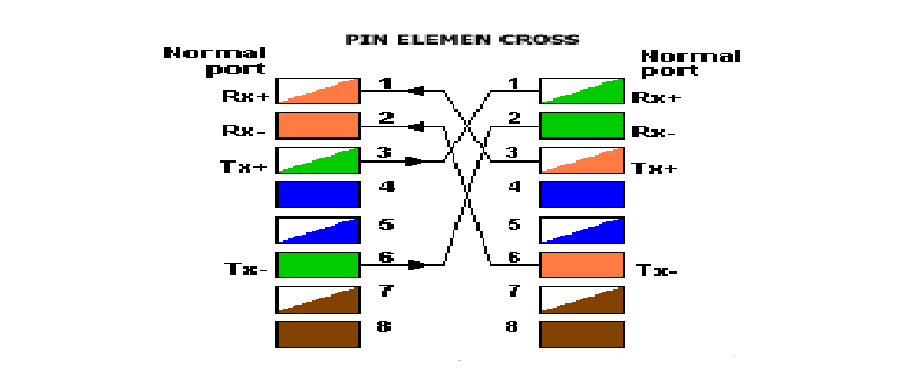 PIN ELEMEN CROSS
Normal port
Normal port
Rx+ 1 1 Rx+
Rx- 2 2 Rx-
Tx+ 3 3 Tx+
4 4
5 5
Tx- 6 6 Tx-
7 7
8 8